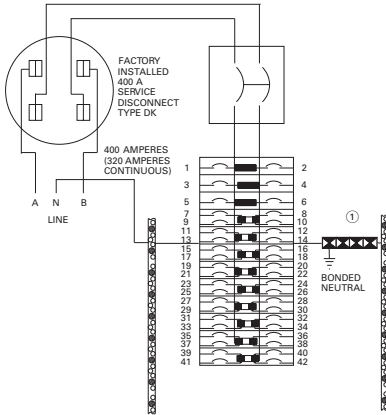 FACTORY
INSTALLED
400 A
SERVICE
DISCONNECT
TYPE DK
400 AMPERES
(320 AMPERES
CONTINUOUS)
A N B
LINE
1 2
3 4
5 6
7 8
9 10
11 12
13 14
15 16
17 18
19 20
21 22
23 24
25 26
27 28
29 30
31 32
33 34
35 36
37 38
39 40
41 42
1
BONDED
NEUTRAL